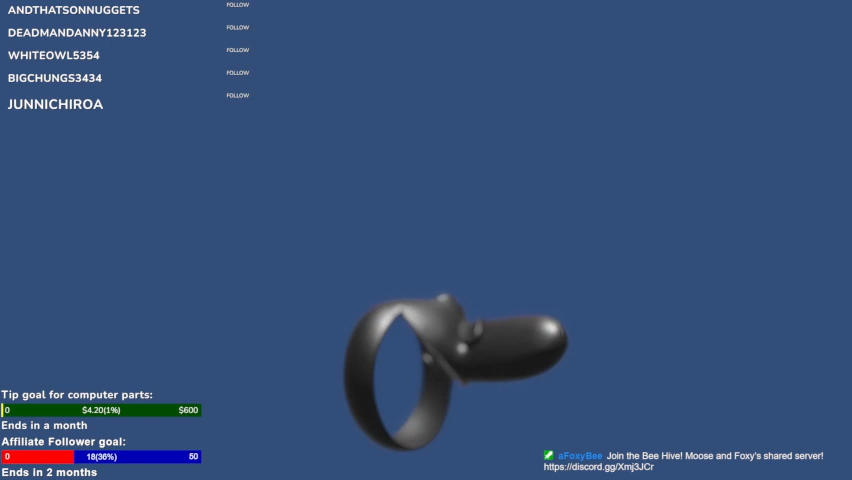 ANDTHATSONNUGGETS FOLLOW
DEADMANDANNY123123 FOLLOW
WHITEOWL5354 FOLLOW
BIGCHUNGS3434 FOLLOW
JUNNICHIROA FOLLOW
Tip goal for computer parts:
0 $4.20(1%) $600
Ends in a month
Affiliate Follower goal:
0 18(36%) 50
Ends in 2 months
aFoxyBee Join the Bee Hive! Moose and Foxy's shared server!
https://discord.gg/Xmj3JCr